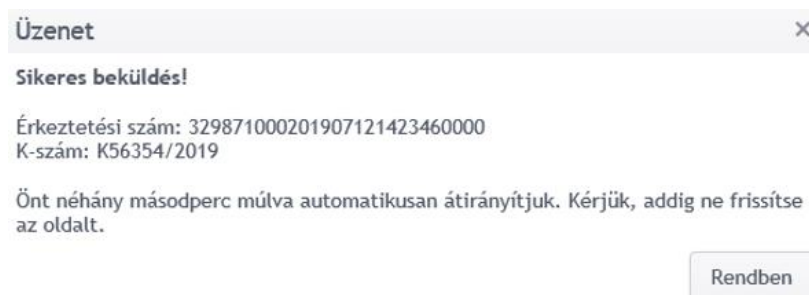 Üzenet
Sikeres beküldés!
Érkeztetési szám: 329871000201907121423460000
K-szám: K56354/2019
Önt néhány másodperc múlva automatikusan átirányítjuk. Kérjük, addig ne frissítse
az oldalt.
Rendben